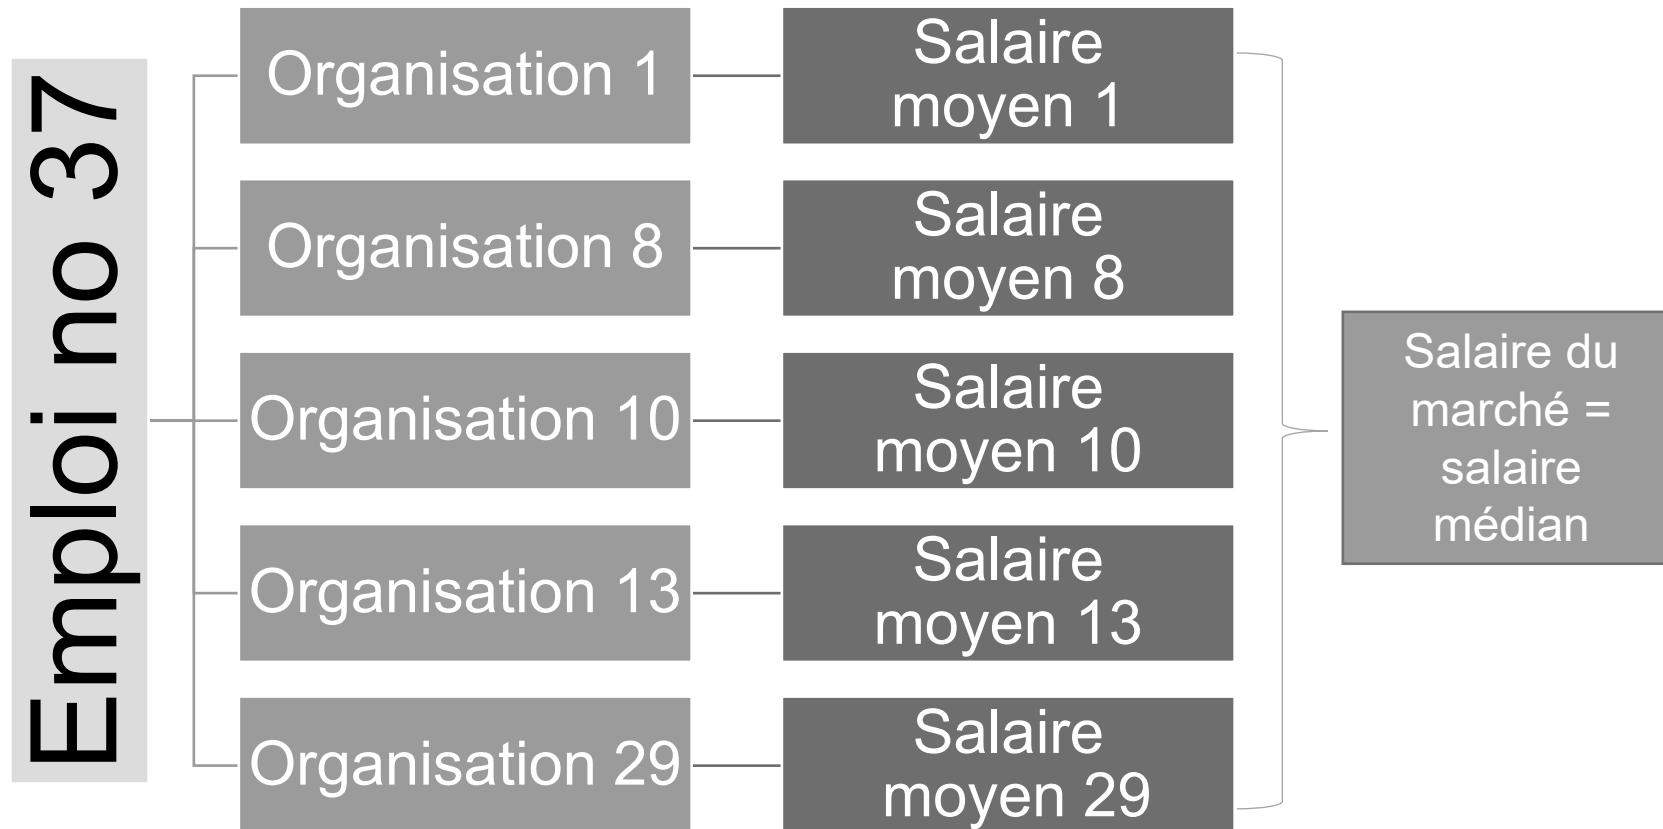 Emploi no 37
Organisation 1
Salaire
moyen 1
Organisation 8
Salaire
moyen 8
Organisation 10
Salaire
moyen 10
Organisation 13
Salaire
moyen 13
Organisation 29
Salaire
moyen 29
Salaire du
marché =
salaire
médian